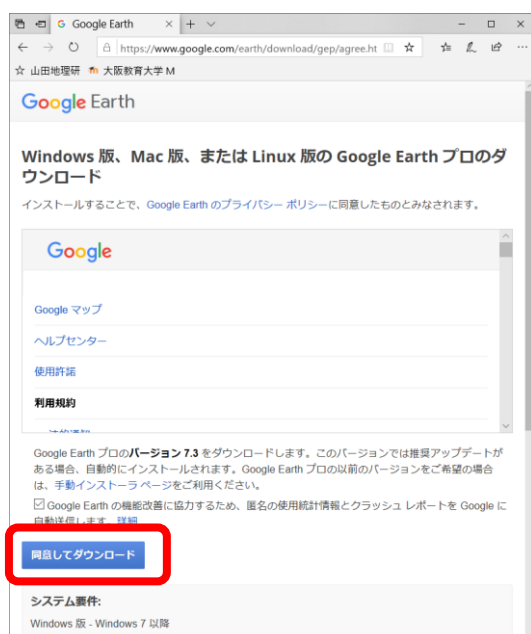 Google Earth
https://www.google.com/earth/download/gep/agree.ht
山田地理研 大阪教育大学 M
Google Earth
Windows 版、Mac 版、または Linux 版の Google Earth プロのダ
ウンロード
インストールすることで、Google Earth のプライバシー ポリシーに同意したものとみなされます。
Google
Google マップ
ヘルプセンター
使用許諾
利用規約
Google Earth プロのバージョン 7.3 をダウンロードします。このバージョンでは推奨アップデートが
ある場合、自動的にインストールされます。Google Earth プロの以前のバージョンをご希望の場合
は、手動インストーラ ページをご利用ください。
Google Earth の機能改善に協力するため、匿名の使用統計情報とクラッシュ レポートを Google に
自動送信します。詳細
同意してダウンロード
システム要件:
Windows 版 - Windows 7 以降